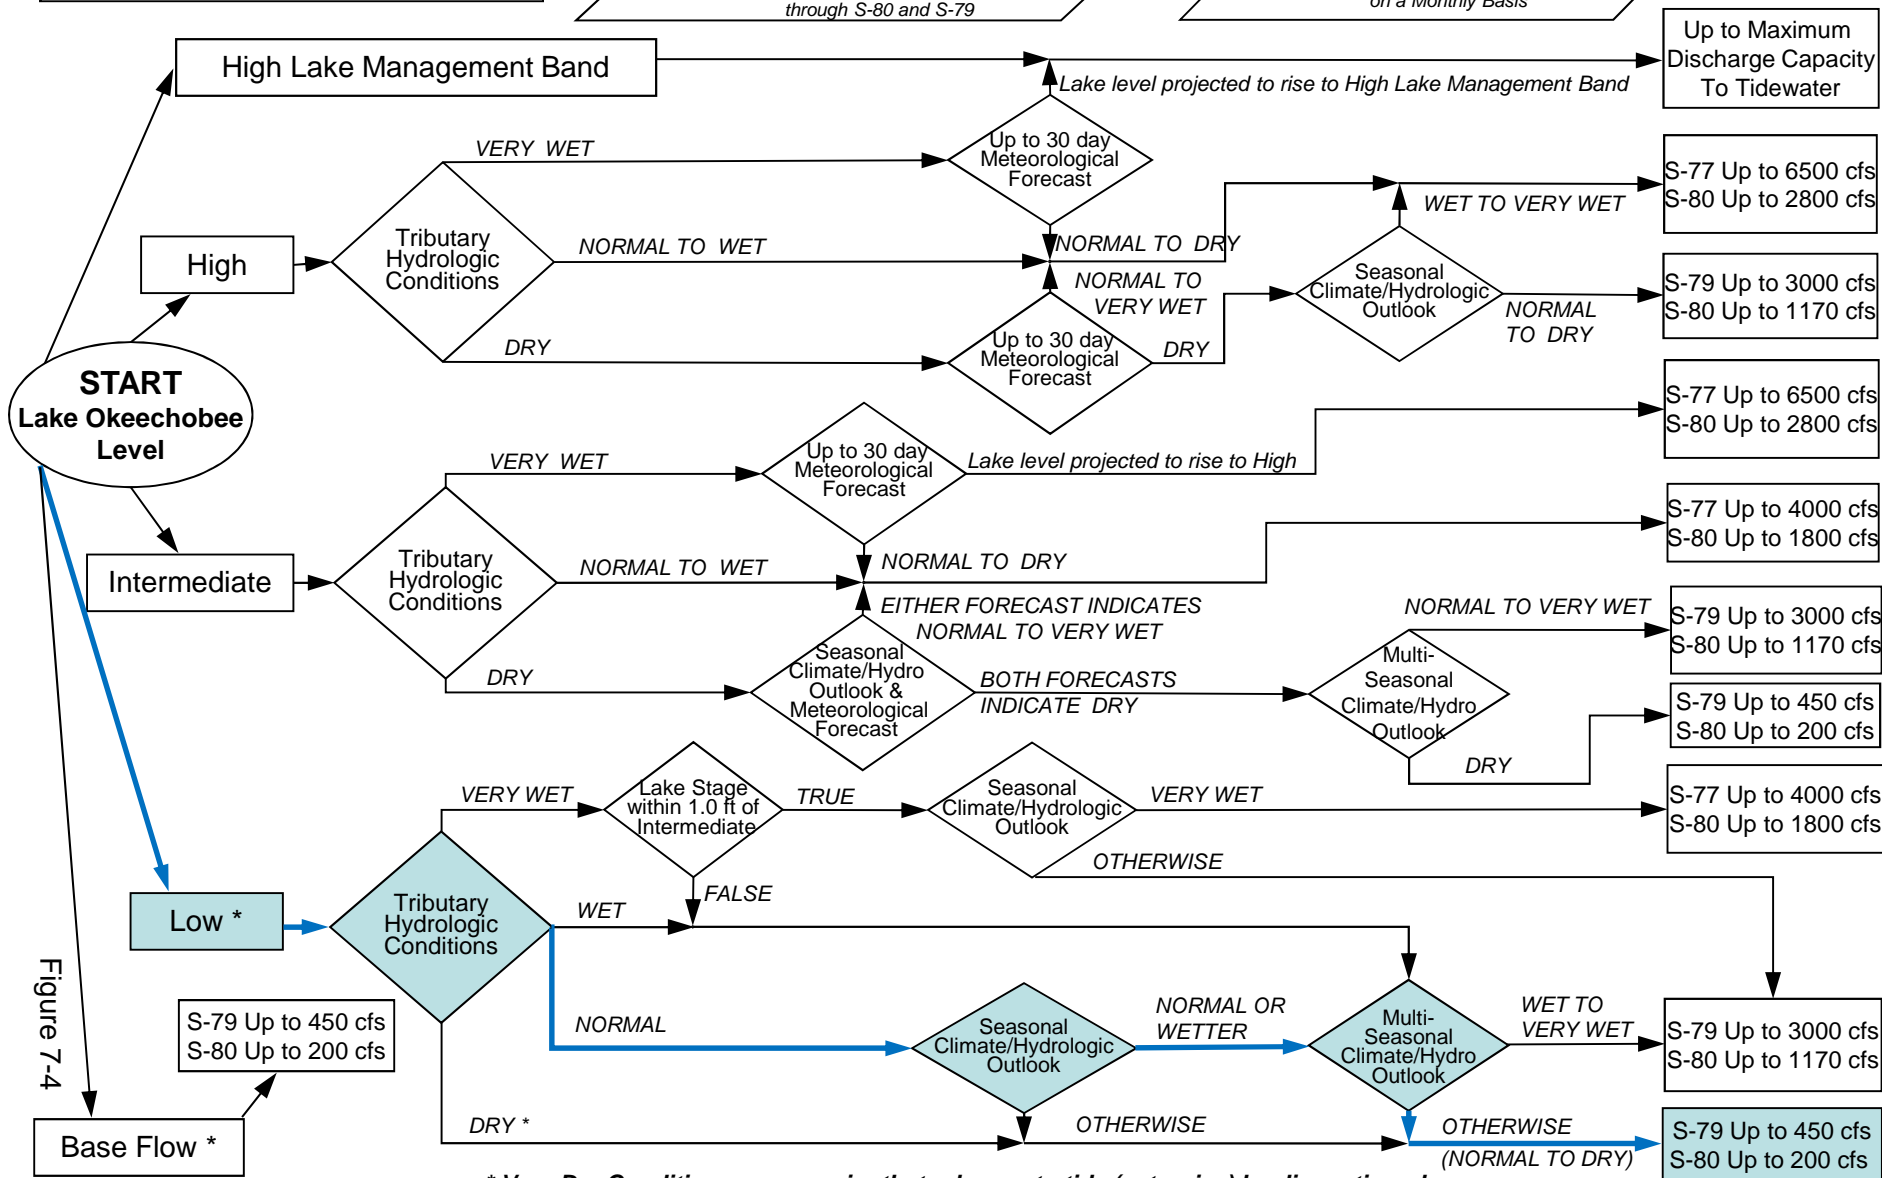 through S-80 and S-79
on a Monthly Basis
High Lake Management Band
Lake level projected to rise to High Lake Management Band
Up to Maximum
Discharge Capacity
To Tidewater
VERY WET
Up to 30 day
Meteorological
Forecast
S-77 Up to 6500 cfs
S-80 Up to 2800 cfs
WET TO VERY WET
High
Tributary
Hydrologic
Conditions
NORMAL TO WET
NORMAL TO DRY
NORMAL TO
VERY WET
Seasonal
Climate/Hydrologic
Outlook
NORMAL
TO DRY
S-79 Up to 3000 cfs
S-80 Up to 1170 cfs
DRY
Up to 30 day
Meteorological
Forecast
DRY
START
Lake Okeechobee
Level
S-77 Up to 6500 cfs
S-80 Up to 2800 cfs
VERY WET
Up to 30 day
Meteorological
Forecast
Lake level projected to rise to High
S-77 Up to 4000 cfs
S-80 Up to 1800 cfs
Intermediate
Tributary
Hydrologic
Conditions
NORMAL TO WET
NORMAL TO DRY
EITHER FORECAST INDICATES
NORMAL TO VERY WET
NORMAL TO VERY WET
S-79 Up to 3000 cfs
S-80 Up to 1170 cfs
DRY
Seasonal
Climate/Hydro
Outlook &
Meteorological
Forecast
BOTH FORECASTS
INDICATE DRY
Multi-
Seasonal
Climate/Hydro
Outlook
DRY
S-79 Up to 450 cfs
S-80 Up to 200 cfs
VERY WET
Lake Stage
within 1.0 ft of
Intermediate
TRUE
Seasonal
Climate/Hydrologic
Outlook
VERY WET
S-77 Up to 4000 cfs
S-80 Up to 1800 cfs
OTHERWISE
FALSE
Low *
Tributary
Hydrologic
Conditions
WET
NORMAL
Seasonal
Climate/Hydrologic
Outlook
NORMAL OR
WETTER
Multi-
Seasonal
Climate/Hydro
Outlook
WET TO
VERY WET
S-79 Up to 3000 cfs
S-80 Up to 1170 cfs
Figure 7-4
S-79 Up to 450 cfs
S-80 Up to 200 cfs
Base Flow *
DRY *
OTHERWISE
OTHERWISE
(NORMAL TO DRY)
S-79 Up to 450 cfs
S-80 Up to 200 cfs